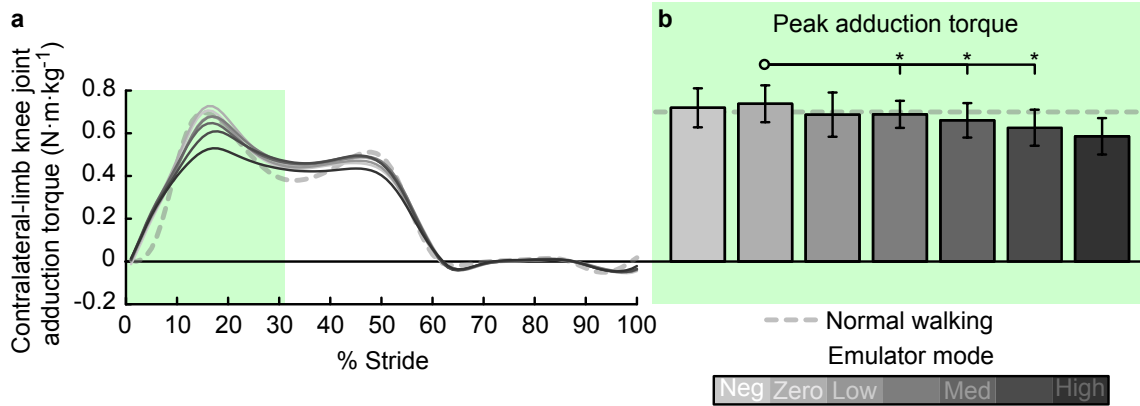 a
Contralateral-limb knee joint
adduction torque (N·m·kg-1)
0.8
0.6
0.4
0.2
0
-0.2
0 10 20 30 40 50 60 70 80 90 100
% Stride
b
Peak adduction torque
* * *
Normal walking
Emulator mode
Neg Zero Low Med High